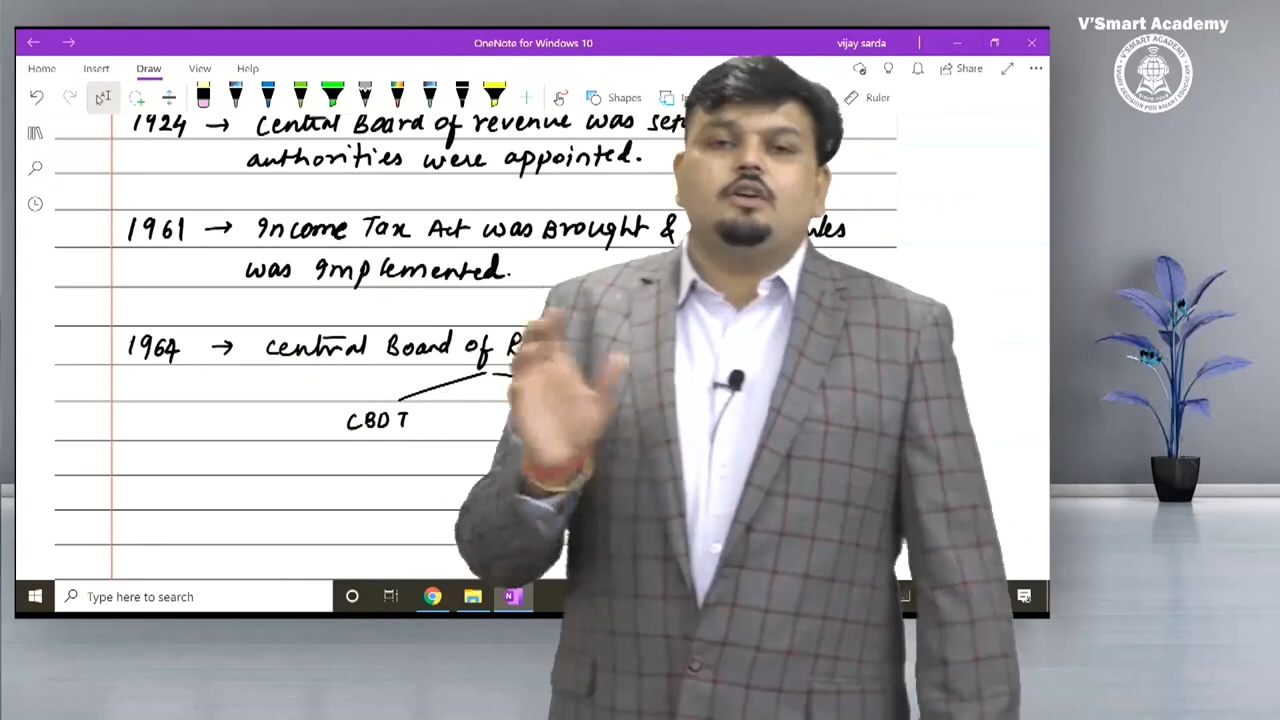 V'Smart Academy
OneNote for Windows 10
vijay sarda
Home Insert Draw View Help
Share
Shapes
Ruler
1924 → Central Board of revenue was
authorities were appointed.
1961 → Income Tax Act was Brought &
was Implemented.
1964 → Central Board of
CBDT
Type here to search